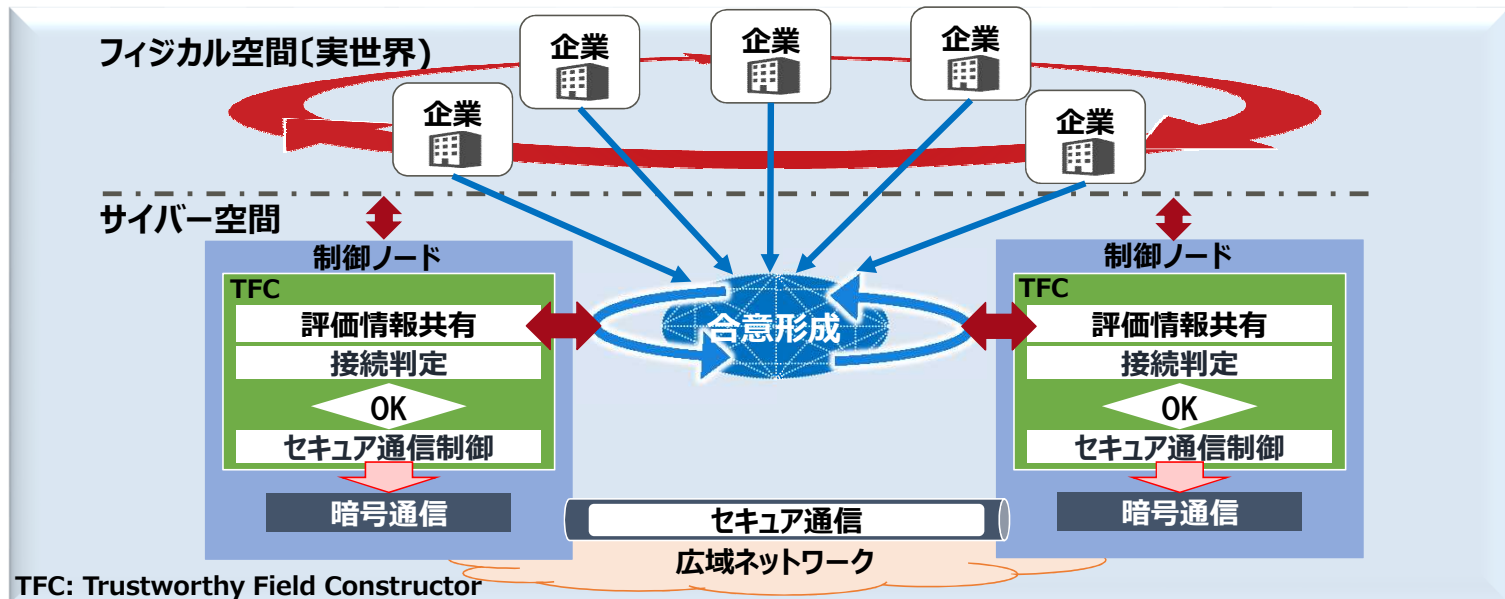 フィジカル空間〔実世界)
企業
企業
企業
企業
企業
サイバー空間
制御ノード
TFC
評価情報共有
接続判定
OK
セキュア通信制御
暗号通信
合意形成
制御ノード
TFC
評価情報共有
接続判定
OK
セキュア通信制御
暗号通信
セキュア通信
広域ネットワーク
TFC: Trustworthy Field Constructor